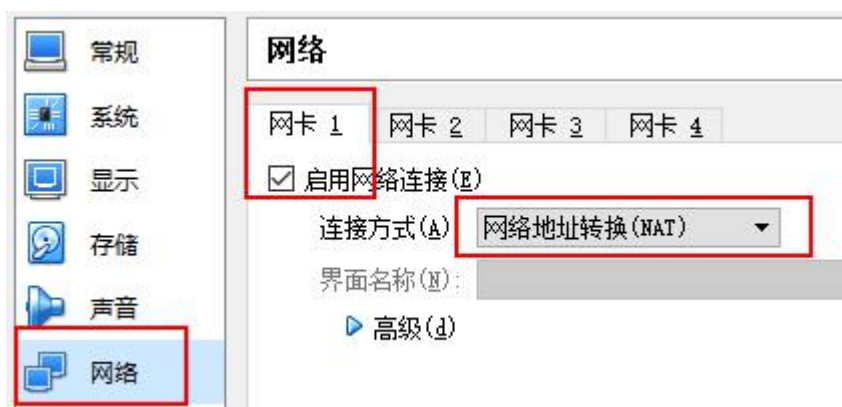 常规
系统
显示
存储
声音
网络
网络
网卡 1 网卡 2 网卡 3 网卡 4
启用网络连接(E)
连接方式(A) 网络地址转换(NAT)
界面名称(N):
高级(d)